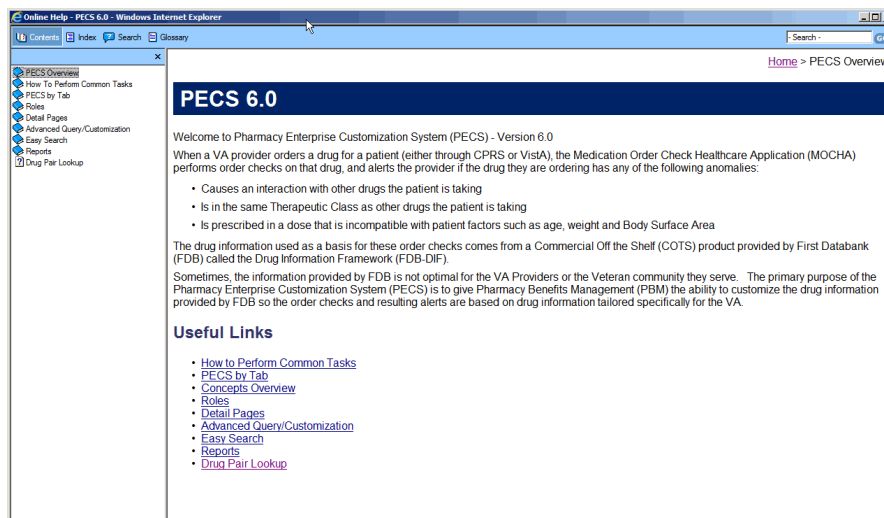 Online Help - PECS 6.0 - Windows Internet Explorer
Contents Index Search Glossary
- Search -
×
PECS Overview
How To Perform Common Tasks
PECS by Tab
Roles
Detail Pages
Advanced Query/Customization
Easy Search
Reports
Drug Pair Lookup
Home > PECS Overview
PECS 6.0
Welcome to Pharmacy Enterprise Customization System (PECS) - Version 6.0
When a VA provider orders a drug for a patient (either through CPRS or VistA), the Medication Order Check Healthcare Application (MOCHA)
performs order checks on that drug, and alerts the provider if the drug they are ordering has any of the following anomalies:
• Causes an interaction with other drugs the patient is taking
• Is in the same Therapeutic Class as other drugs the patient is taking
• Is prescribed in a dose that is incompatible with patient factors such as age, weight and Body Surface Area
The drug information used as a basis for these order checks comes from a Commercial Off the Shelf (COTS) product provided by First Databank
(FDB) called the Drug Information Framework (FDB-DIF).
Sometimes, the information provided by FDB is not optimal for the VA Providers or the Veteran community they serve. The primary purpose of the
Pharmacy Enterprise Customization System (PECS) is to give Pharmacy Benefits Management (PBM) the ability to customize the drug information
provided by FDB so the order checks and resulting alerts are based on drug information tailored specifically for the VA.
Useful Links
• How to Perform Common Tasks
• PECS by Tab
• Concepts Overview
• Roles
• Detail Pages
• Advanced Query/Customization
• Easy Search
• Reports
• Drug Pair Lookup